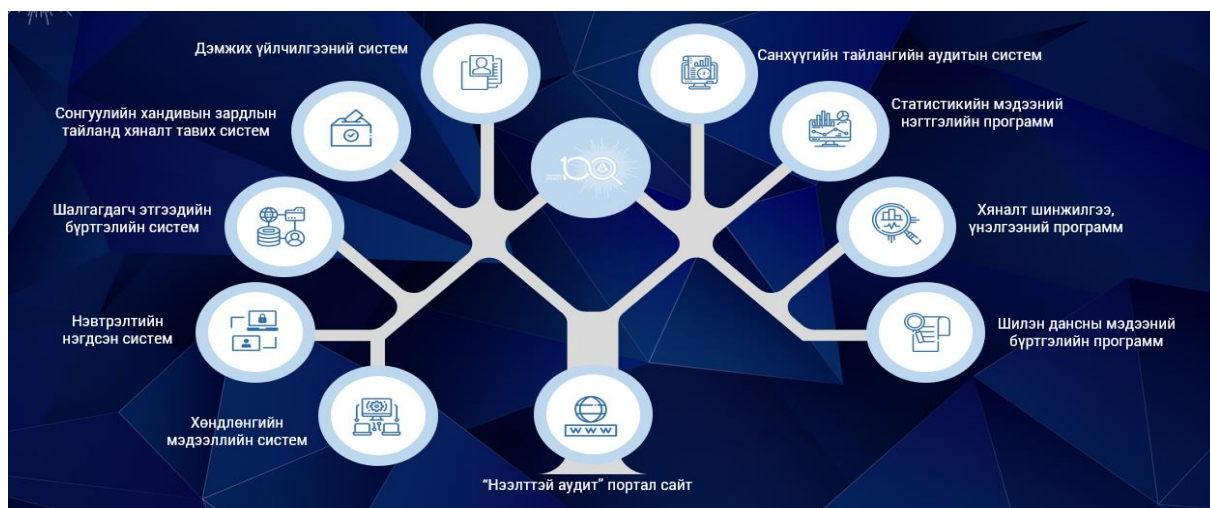 Дэмжих үйлчилгээний систем
Сонгуулийн хандивын зардлын
тайланд хяналт тавих систем
Шалгагдагч этгээдийн
бүртгэлийн систем
Нэвтрэлтийн
нэгдсэн систем
Хөндлөнгийн
мэдээллийн систем
100
Санхүүгийн тайлангийн аудитын систем
Статистикийн мэдээний
нэгтгэлийн программ
Хяналт шинжилгээ,
үнэлгээний программ
Шилэн дансны мэдээний
бүртгэлийн программ
WWW
“Нээлттэй аудит” портал сайт